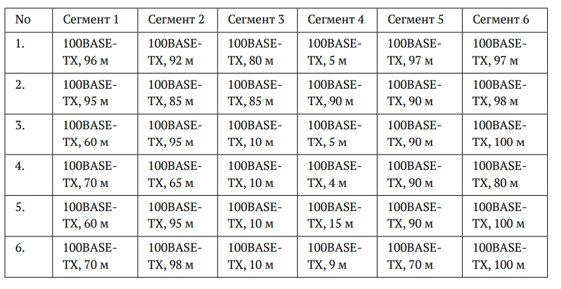 No Сегмент 1 Сегмент 2 Сегмент 3 Сегмент 4 Сегмент 5 Сегмент 6
1. 100BASE- 100BASE- 100BASE- 100BASE- 100BASE- 100BASE-
TX, 96 м TX, 92 м TX, 80 м TX, 5 м TX, 97 м TX, 97 м
2. 100BASE- 100BASE- 100BASE- 100BASE- 100BASE- 100BASE-
TX, 95 м TX, 85 м TX, 85 м TX, 90 м TX, 90 м TX, 98 м
3. 100BASE- 100BASE- 100BASE- 100BASE- 100BASE- 100BASE-
TX, 60 м TX, 95 м TX, 10 м TX, 5 м TX, 90 м TX, 100 м
4. 100BASE- 100BASE- 100BASE- 100BASE- 100BASE- 100BASE-
TX, 70 м TX, 65 м TX, 10 м TX, 4 м TX, 90 м TX, 80 м
5. 100BASE- 100BASE- 100BASE- 100BASE- 100BASE- 100BASE-
TX, 60 м TX, 95 м TX, 10 м TX, 15 м TX, 90 м TX, 100 м
6. 100BASE- 100BASE- 100BASE- 100BASE- 100BASE- 100BASE-
TX, 70 м TX, 98 м TX, 10 м TX, 9 м TX, 70 м TX, 100 м